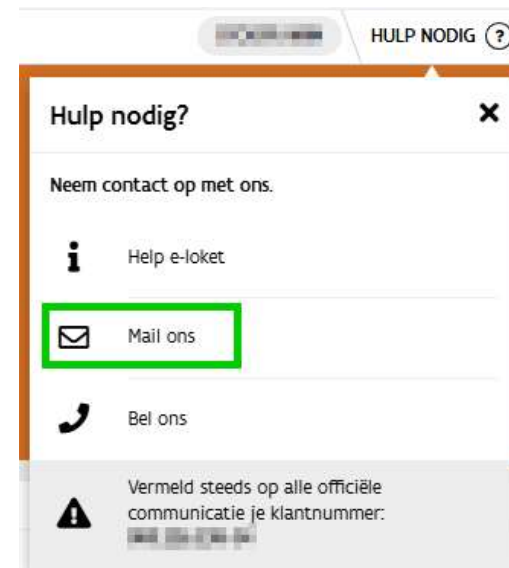 HULP NODIG ?
Hulp nodig?
Neem contact op met ons.
Help e-loket
Mail ons
Bel ons
Vermeld steeds op alle officiële
communicatie je klantnummer: